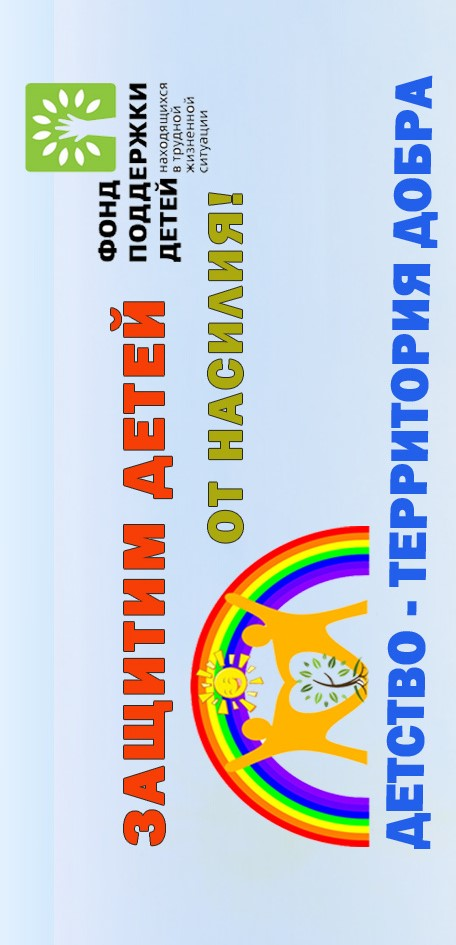 ФОНД
ПОДДЕРЖКИ
ДЕТЕЙ находящихся
в трудной
жизненной
ситуации
ЗАЩИТИМ ДЕТЕЙ
ОТ НАСИЛИЯ!
ДЕТСТВО - ТЕРРИТОРИЯ ДОБРА